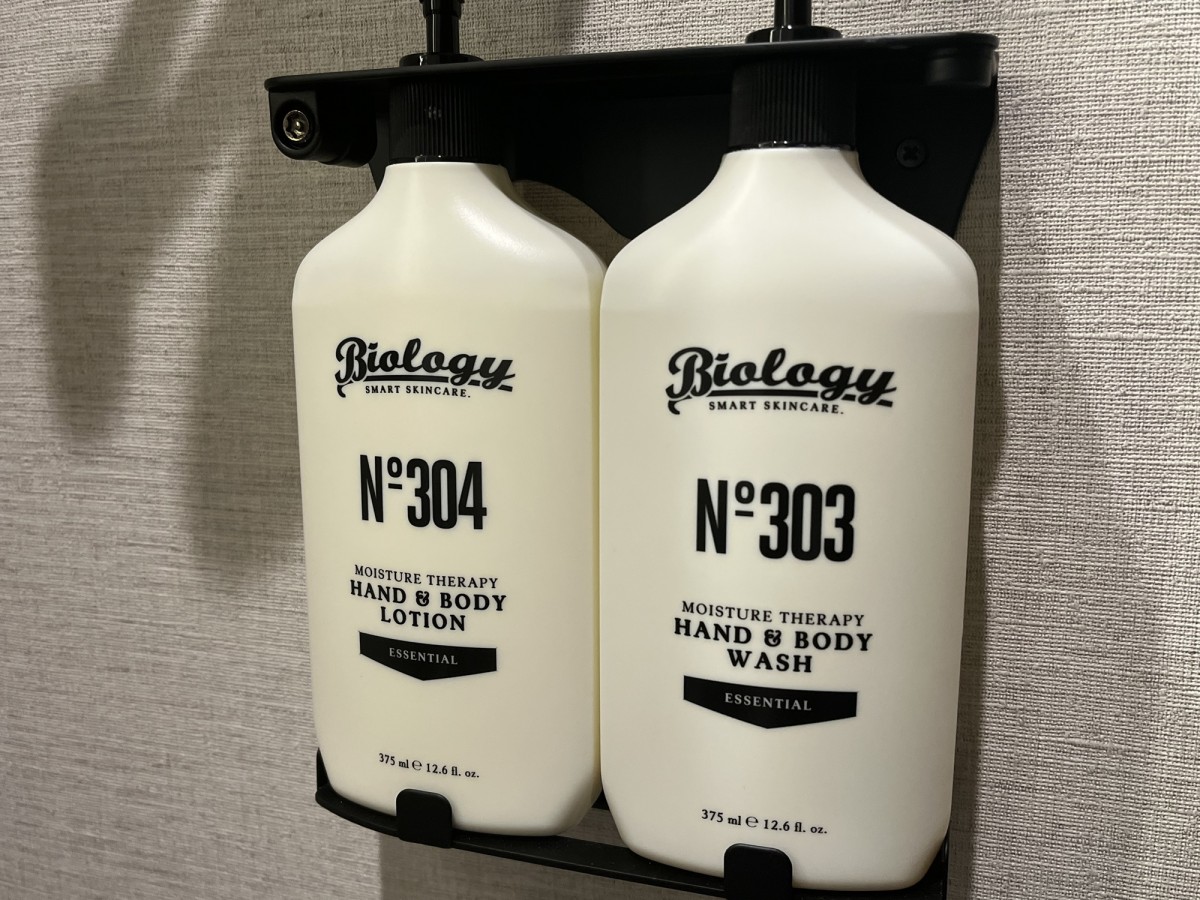 Biology
SMART SKINCARE.
Nº304
MOISTURE THERAPY
HAND & BODY
LOTION
ESSENTIAL
375 ml ℮ 12.6 fl. oz.
Biology
SMART SKINCARE.
Nº303
MOISTURE THERAPY
HAND & BODY
WASH
ESSENTIAL
375 ml ℮ 12.6 fl. oz.